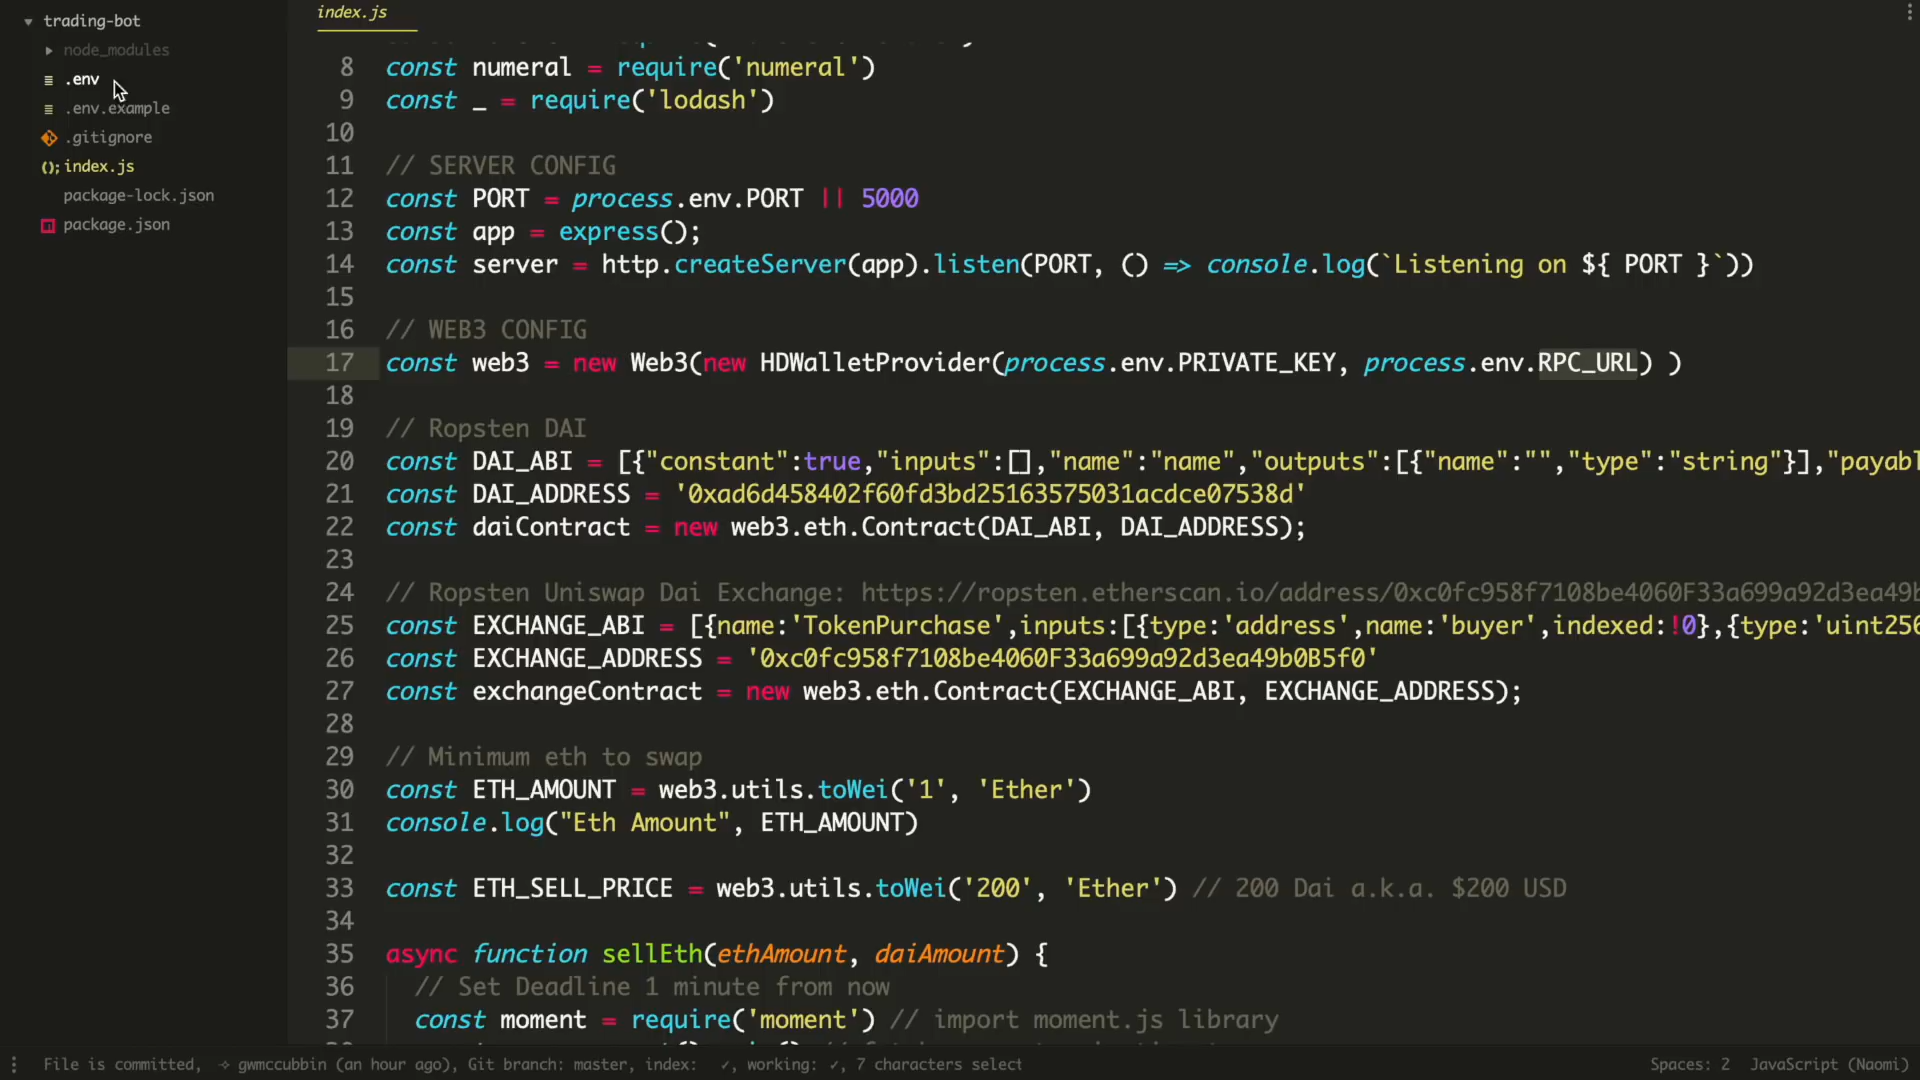 trading-bot
node_modules
.env
.env.example
.gitignore
index.js
package-lock.json
package.json
index.js
8 const numeral = require('numeral')
9 const _ = require('lodash')
10
11 // SERVER CONFIG
12 const PORT = process.env.PORT || 5000
13 const app = express();
14 const server = http.createServer(app).listen(PORT, () => console.log(`Listening on ${ PORT }`))
15
16 // WEB3 CONFIG
17 const web3 = new Web3(new HDWalletProvider(process.env.PRIVATE_KEY, process.env.RPC_URL) )
18
19 // Ropsten DAI
20 const DAI_ABI = [{"constant":true,"inputs":[],"name":"name","outputs":[{"name":"","type":"string"}],"payabl
21 const DAI_ADDRESS = '0xad6d458402f60fd3bd25163575031acdce07538d'
22 const daiContract = new web3.eth.Contract(DAI_ABI, DAI_ADDRESS);
23
24 // Ropsten Uniswap Dai Exchange: https://ropsten.etherscan.io/address/0xc0fc958f7108be4060F33a699a92d3ea49b
25 const EXCHANGE_ABI = [{name:'TokenPurchase',inputs:[{type:'address',name:'buyer',indexed:!0},{type:'uint256
26 const EXCHANGE_ADDRESS = '0xc0fc958f7108be4060F33a699a92d3ea49b0B5f0'
27 const exchangeContract = new web3.eth.Contract(EXCHANGE_ABI, EXCHANGE_ADDRESS);
28
29 // Minimum eth to swap
30 const ETH_AMOUNT = web3.utils.toWei('1', 'Ether')
31 console.log("Eth Amount", ETH_AMOUNT)
32
33 const ETH_SELL_PRICE = web3.utils.toWei('200', 'Ether') // 200 Dai a.k.a. $200 USD
34
35 async function sellEth(ethAmount, daiAmount) {
36 // Set Deadline 1 minute from now
37 const moment = require('moment') // import moment.js library
File is committed, gwmccubbin (an hour ago), Git branch: master, index: ✓, working: ✓, 7 characters select
Spaces: 2 JavaScript (Naomi)